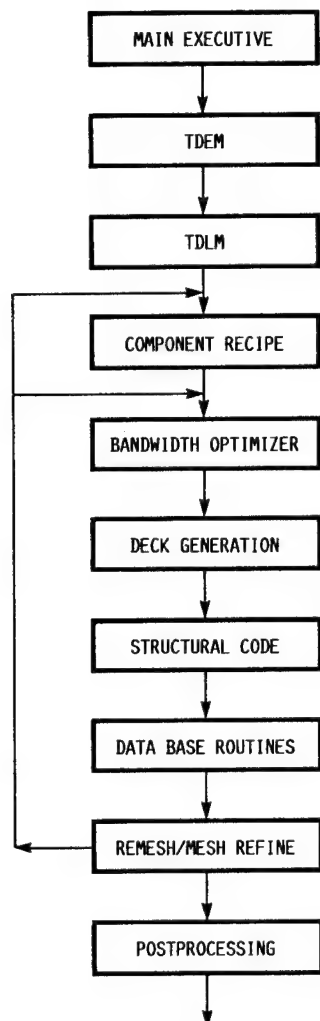 MAIN EXECUTIVE
TDEM
TDLM
COMPONENT RECIPE
BANDWIDTH OPTIMIZER
DECK GENERATION
STRUCTURAL CODE
DATA BASE ROUTINES
REMESH/MESH REFINE
POSTPROCESSING